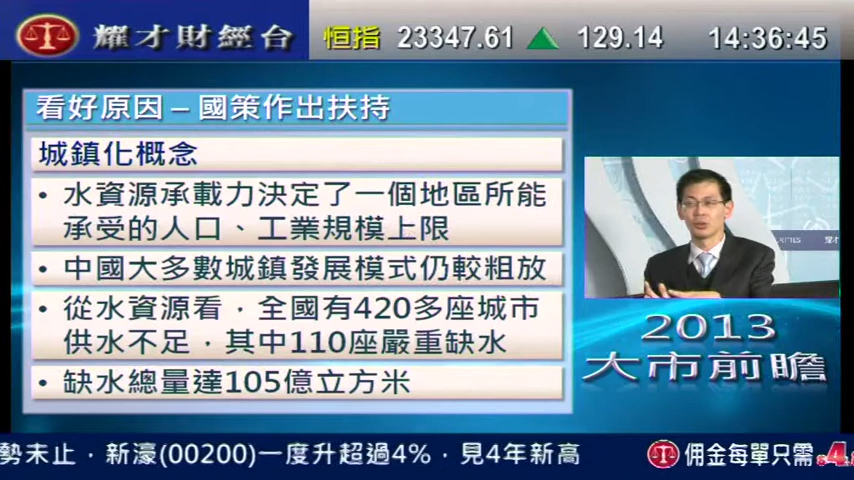 耀才財經台
恒指 23347.61 129.14 14:36:45
看好原因 – 國策作出扶持
城鎮化概念
• 水資源承載力決定了一個地區所能
承受的人口、工業規模上限
• 中國大多數城鎮發展模式仍較粗放
• 從水資源看，全國有420多座城市
供水不足，其中110座嚴重缺水
• 缺水總量達105億立方米
2013
大市前瞻
勢未止，新濠(00200)一度升超過4%，見4年新高
佣金每單只需